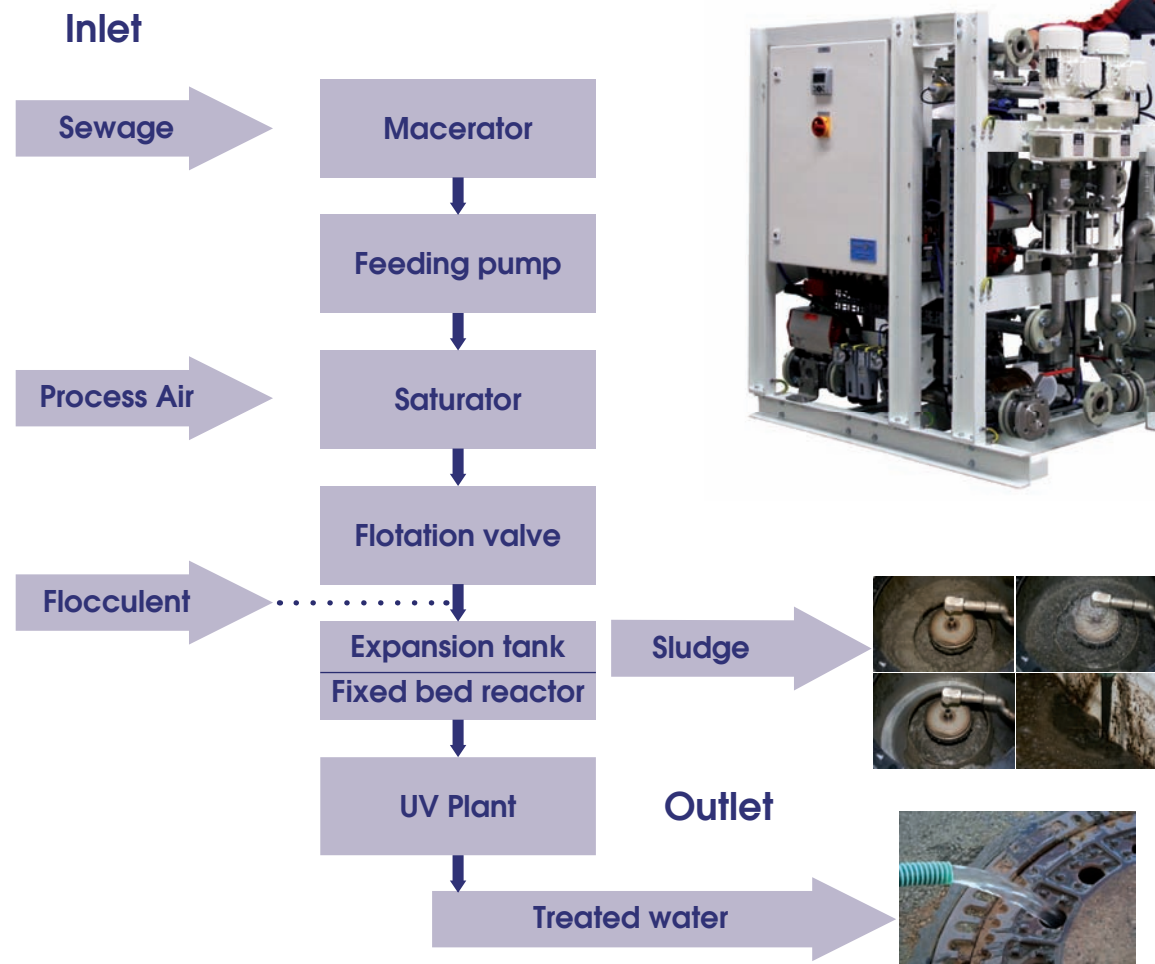 Inlet
Sewage
Macerator
Feeding pump
Process Air
Saturator
Flotation valve
Flocculent
Expansion tank
Sludge
Fixed bed reactor
UV Plant
Outlet
Treated water